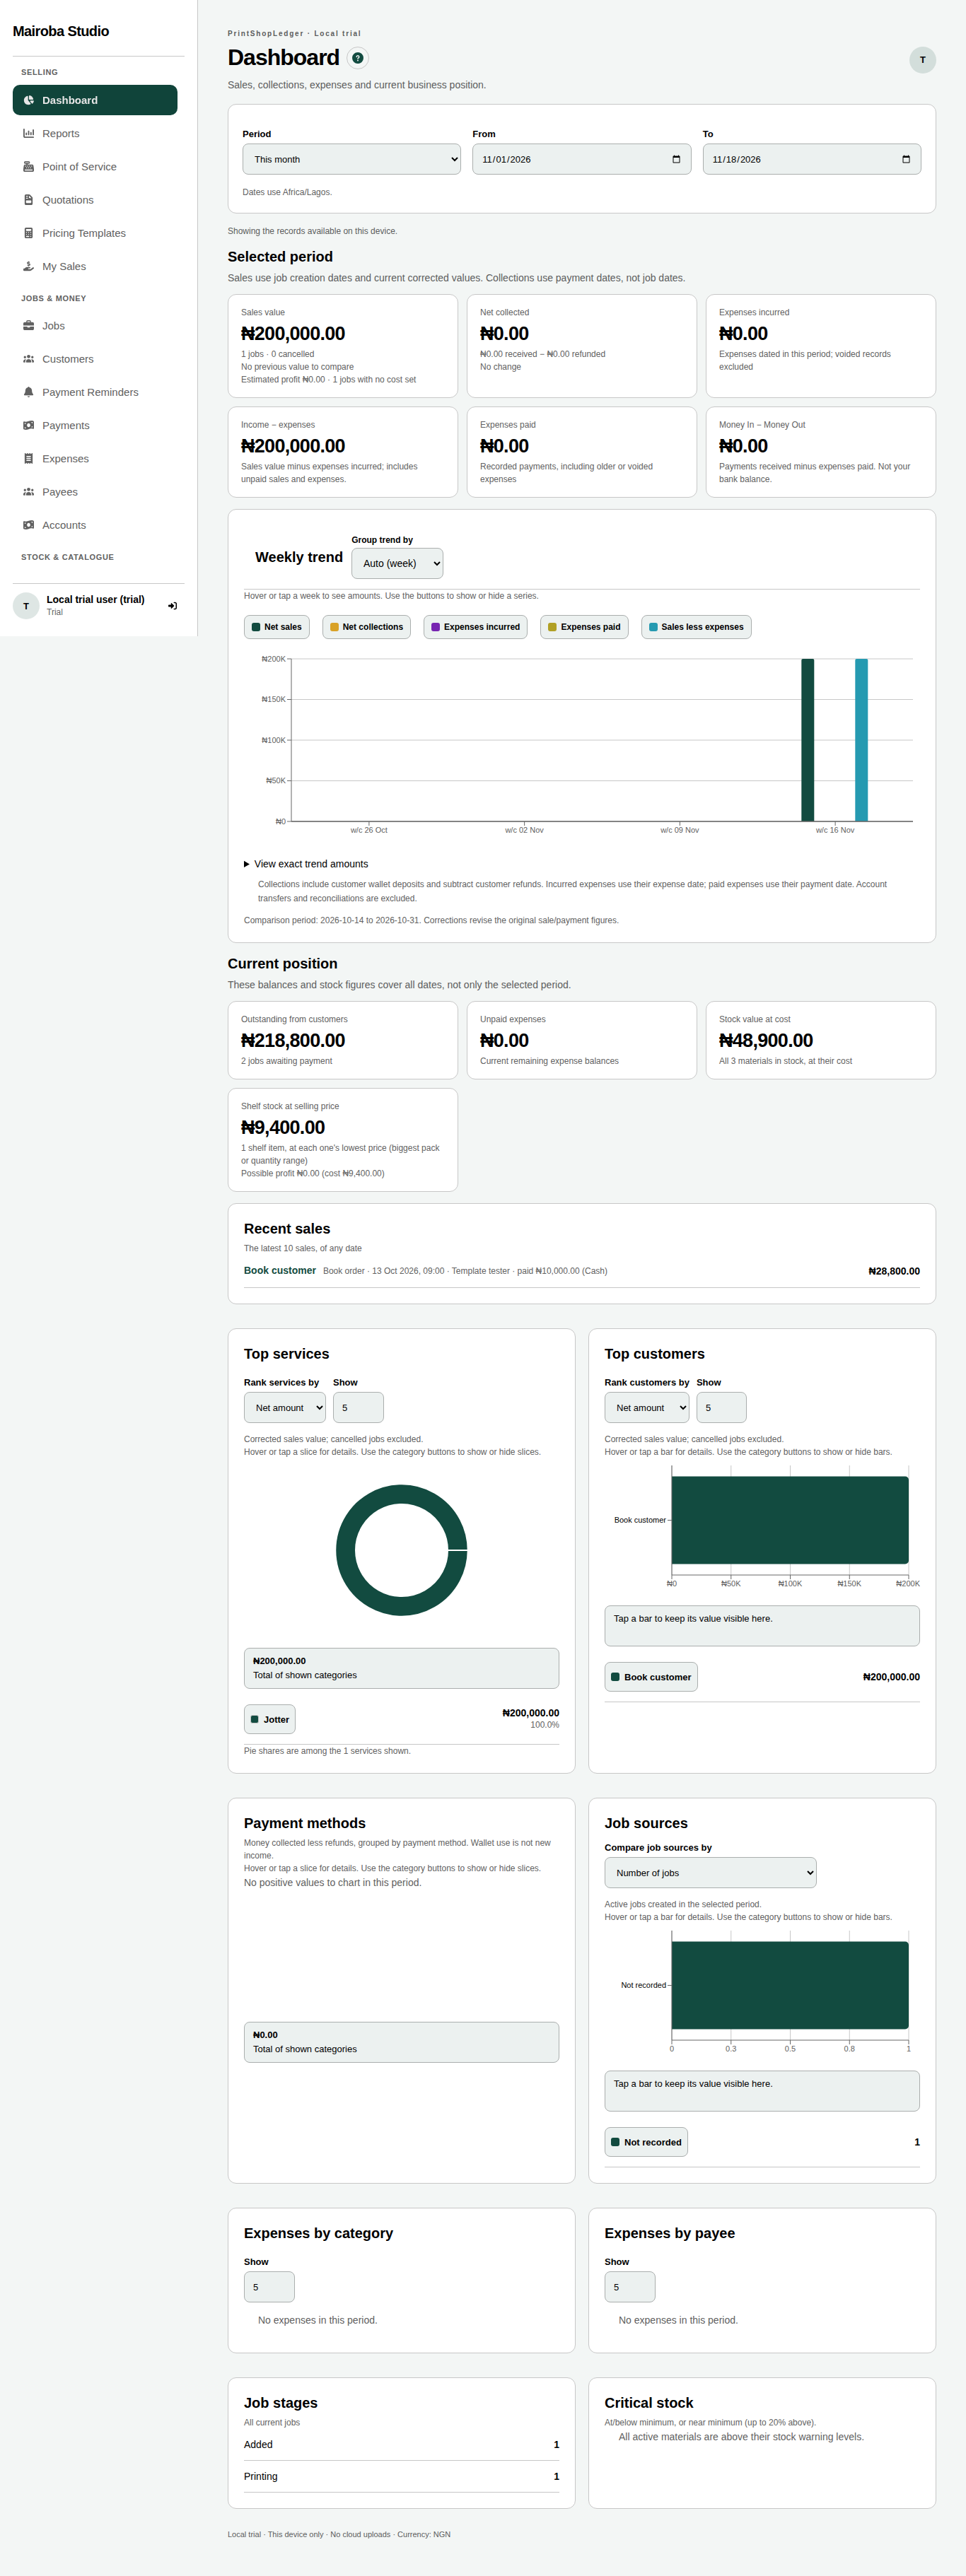 Mairoba Studio
SELLING
Dashboard
Reports
Point of Service
Quotations
Pricing Templates
My Sales
JOBS & MONEY
Jobs
Customers
Payment Reminders
Payments
Expenses
Payees
Accounts
STOCK & CATALOGUE
T
Local trial user (trial)
Trial
PrintShopLedger · Local trial
Dashboard ?
T
Sales, collections, expenses and current business position.
Period
This month
From
11/01/2026
To
11/18/2026
Dates use Africa/Lagos.
Showing the records available on this device.
Selected period
Sales use job creation dates and current corrected values. Collections use payment dates, not job dates.
Sales value
₦200,000.00
1 jobs · 0 cancelled
No previous value to compare
Estimated profit ₦0.00 · 1 jobs with no cost set
Net collected
₦0.00
₦0.00 received − ₦0.00 refunded
No change
Expenses incurred
₦0.00
Expenses dated in this period; voided records
excluded
Income − expenses
₦200,000.00
Sales value minus expenses incurred; includes
unpaid sales and expenses.
Expenses paid
₦0.00
Recorded payments, including older or voided
expenses
Money In − Money Out
₦0.00
Payments received minus expenses paid. Not your
bank balance.
Weekly trend
Group trend by
Auto (week)
Hover or tap a week to see amounts. Use the buttons to show or hide a series.
Net sales
Net collections
Expenses incurred
Expenses paid
Sales less expenses
₦200K
₦150K
₦100K
₦50K
₦0
w/c 26 Oct
w/c 02 Nov
w/c 09 Nov
w/c 16 Nov
View exact trend amounts
Collections include customer wallet deposits and subtract customer refunds. Incurred expenses use their expense date; paid expenses use their payment date. Account
transfers and reconciliations are excluded.
Comparison period: 2026-10-14 to 2026-10-31. Corrections revise the original sale/payment figures.
Current position
These balances and stock figures cover all dates, not only the selected period.
Outstanding from customers
₦218,800.00
2 jobs awaiting payment
Unpaid expenses
₦0.00
Current remaining expense balances
Stock value at cost
₦48,900.00
All 3 materials in stock, at their cost
Shelf stock at selling price
₦9,400.00
1 shelf item, at each one's lowest price (biggest pack
or quantity range)
Possible profit ₦0.00 (cost ₦9,400.00)
Recent sales
The latest 10 sales, of any date
Book customer Book order · 13 Oct 2026, 09:00 · Template tester · paid ₦10,000.00 (Cash)
₦28,800.00
Top services
Rank services by
Net amount
Show
5
Corrected sales value; cancelled jobs excluded.
Hover or tap a slice for details. Use the category buttons to show or hide slices.
₦200,000.00
Total of shown categories
Jotter
₦200,000.00
100.0%
Pie shares are among the 1 services shown.
Top customers
Rank customers by
Net amount
Show
5
Corrected sales value; cancelled jobs excluded.
Hover or tap a bar for details. Use the category buttons to show or hide bars.
Book customer
₦0
₦50K
₦100K
₦150K
₦200K
Tap a bar to keep its value visible here.
Book customer
₦200,000.00
Payment methods
Money collected less refunds, grouped by payment method. Wallet use is not new
income.
Hover or tap a slice for details. Use the category buttons to show or hide slices.
No positive values to chart in this period.
₦0.00
Total of shown categories
Job sources
Compare job sources by
Number of jobs
Active jobs created in the selected period.
Hover or tap a bar for details. Use the category buttons to show or hide bars.
Not recorded
0
0.3
0.5
0.8
1
Tap a bar to keep its value visible here.
Not recorded
1
Expenses by category
Show
5
No expenses in this period.
Expenses by payee
Show
5
No expenses in this period.
Job stages
All current jobs
Added
1
Printing
1
Critical stock
At/below minimum, or near minimum (up to 20% above).
All active materials are above their stock warning levels.
Local trial · This device only · No cloud uploads · Currency: NGN